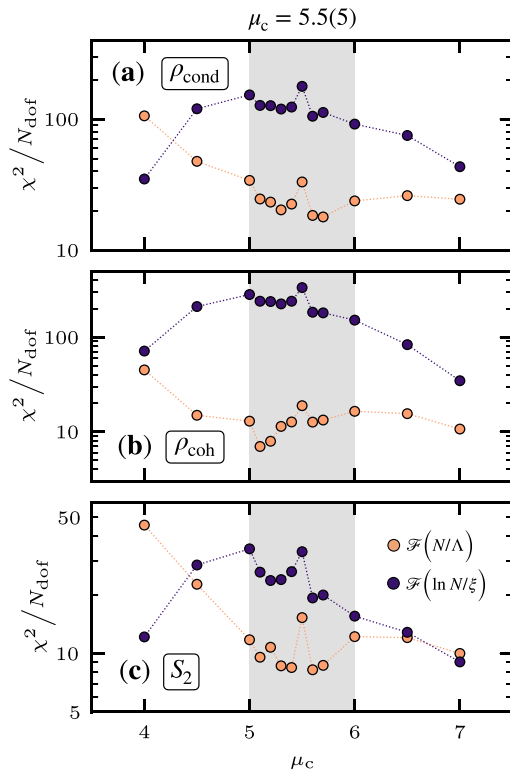 μc = 5.5(5)
(a) ρcond
χ²/Ndof
100
10
(b) ρcoh
χ²/Ndof
100
10
(c) S₂
χ²/Ndof
50
10
5
ℱ(N/Λ)
ℱ(ln N/ξ)
4 5 6 7
μc